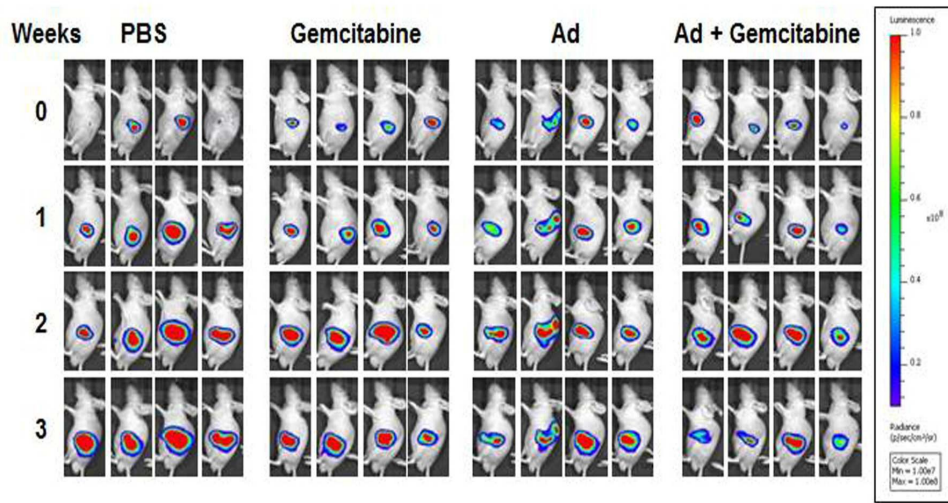 Weeks PBS Gemcitabine Ad Ad + Gemcitabine
0
1
2
3
Luminescence
1.0
0.8
0.6
x10⁸
0.4
0.2
Radiance
(p/sec/cm²/sr)
Color Scale
Min = 1.00e7
Max = 1.00e8